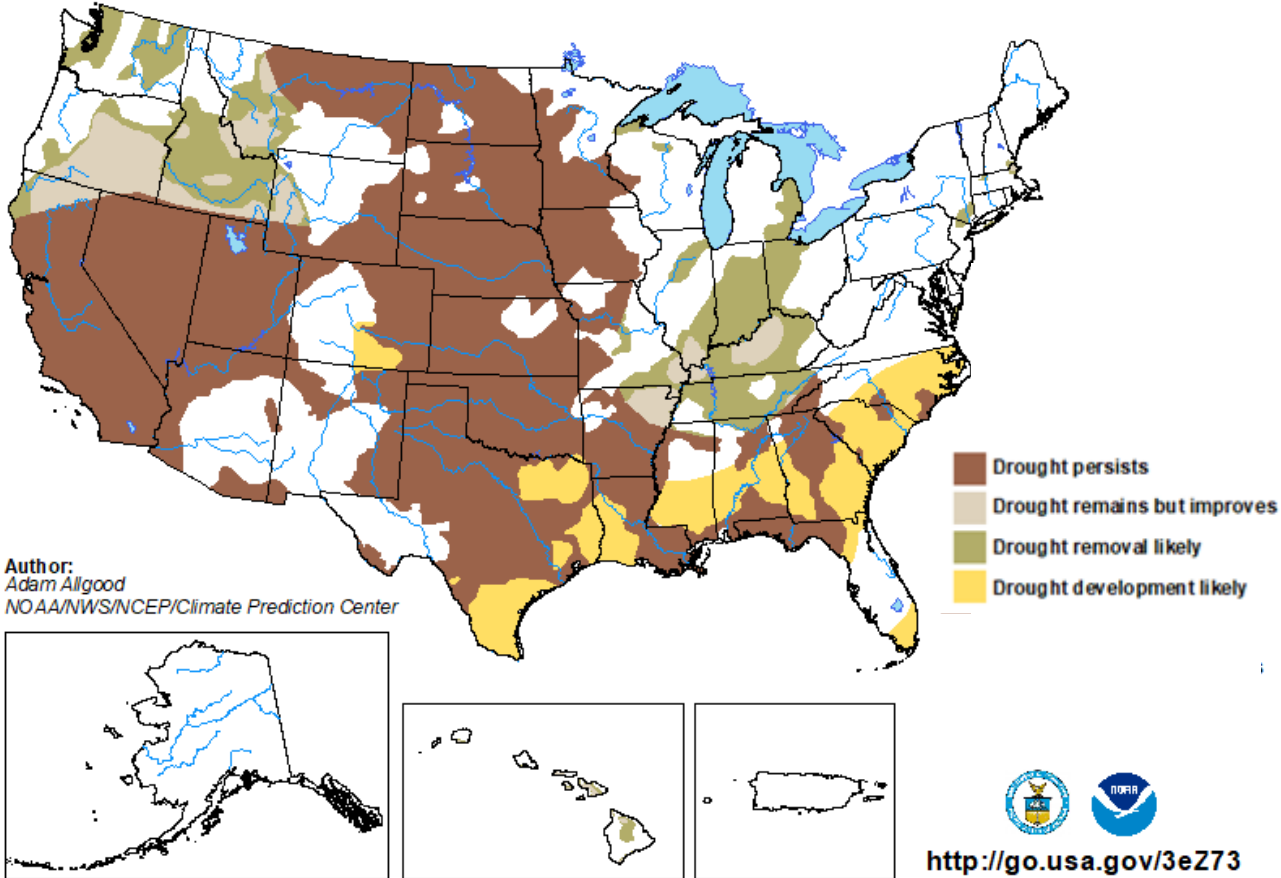 Drought persists
Drought remains but improves
Drought removal likely
Drought development likely
Author:
Adam Allgood
NOAA/NWS/NCEP/Climate Prediction Center
NOAA
http://go.usa.gov/3eZ73